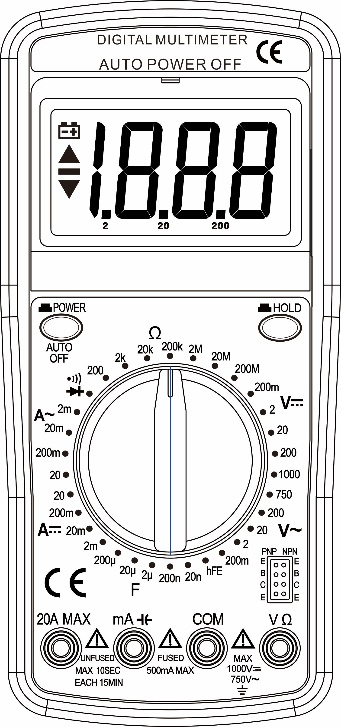 DIGITAL MULTIMETER
AUTO POWER OFF
CE
1.8.8.8
2 20 200
POWER
HOLD
AUTO
OFF
Ω
2k 20k 200k 2M 20M
200 200M
200m
2m 2 V⎓
A~
20m 20
200m 200
20 1000
20 750
200m 200
A⎓ 20m 20 V~
2m 2
200µ 200m
20µ 2µ 200n 20n hFE
F
CE
PNP NPN
E E
B B
C C
E E
20A MAX mA COM V Ω
UNFUSED
MAX 10SEC
EACH 15MIN
FUSED
500mA MAX
MAX
1000V⎓
750V~